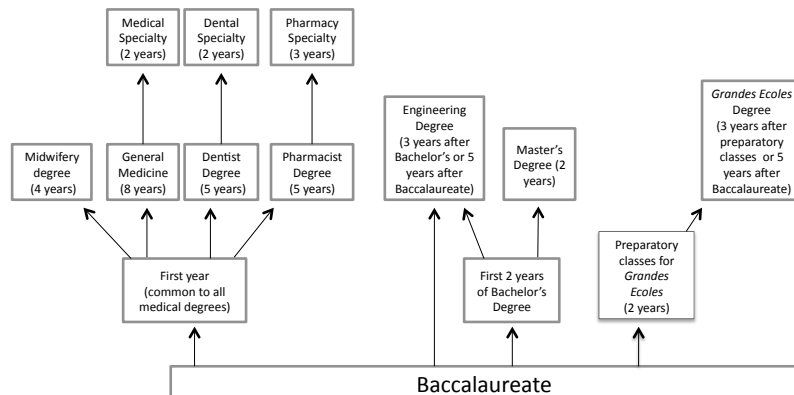 Medical
Specialty
(2 years)
Dental
Specialty
(2 years)
Pharmacy
Specialty
(3 years)
Midwifery
degree
(4 years)
General
Medicine
(8 years)
Dentist
Degree
(5 years)
Pharmacist
Degree
(5 years)
Engineering
Degree
(3 years after
Bachelor's or 5
years after
Baccalaureate)
Master's
Degree (2
years)
Grandes Ecoles
Degree
(3 years after
preparatory
classes or 5
years after
Baccalaureate)
First year
(common to all
medical degrees)
First 2 years
of Bachelor's
Degree
Preparatory
classes for
Grandes
Ecoles
(2 years)
Baccalaureate